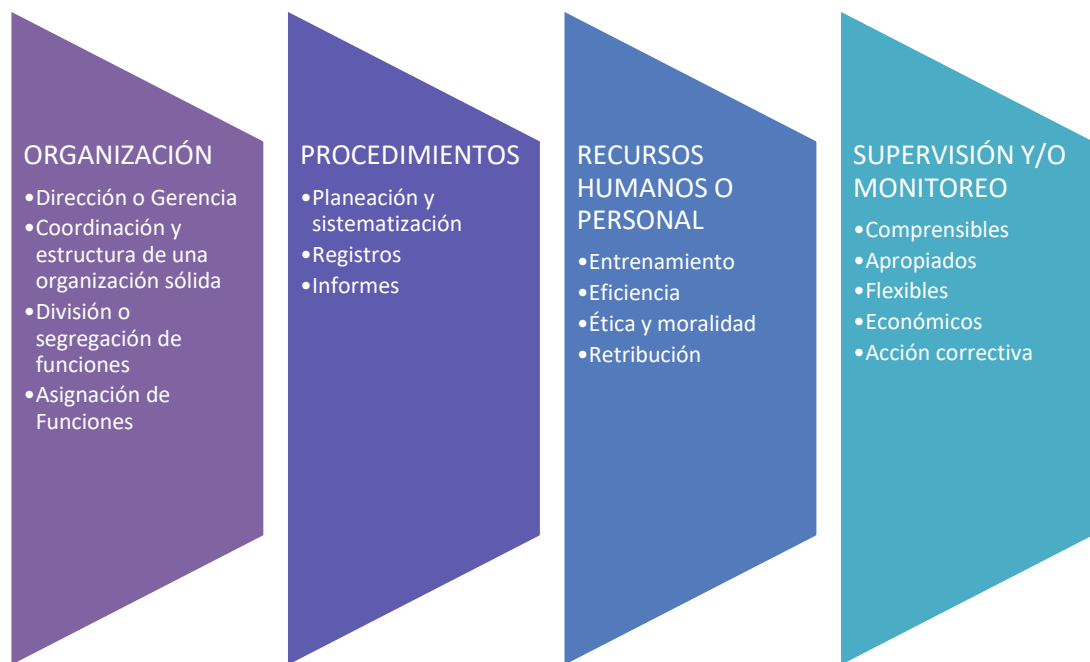 ORGANIZACIÓN
•Dirección o Gerencia
•Coordinación y
estructura de una
organización sólida
•División o
segregación de
funciones
•Asignación de
Funciones
PROCEDIMIENTOS
•Planeación y
sistematización
•Registros
•Informes
RECURSOS
HUMANOS O
PERSONAL
•Entrenamiento
•Eficiencia
•Ética y moralidad
•Retribución
SUPERVISIÓN Y/O
MONITOREO
•Comprensibles
•Apropiados
•Flexibles
•Económicos
•Acción correctiva